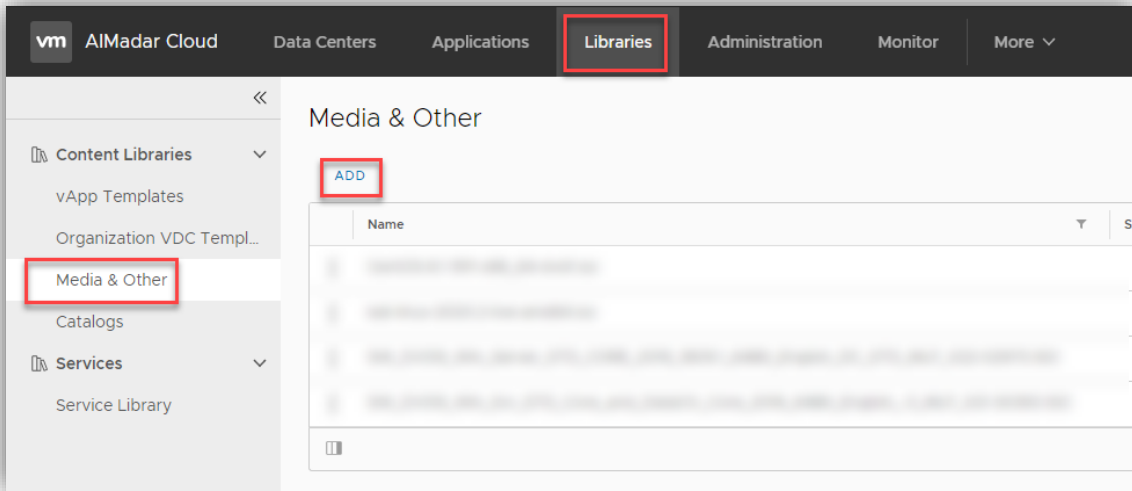 vm AlMadar Cloud Data Centers Applications Libraries Administration Monitor More
Media & Other
Content Libraries
vApp Templates
Organization VDC Templ...
Media & Other
Catalogs
Services
Service Library
ADD
Name S